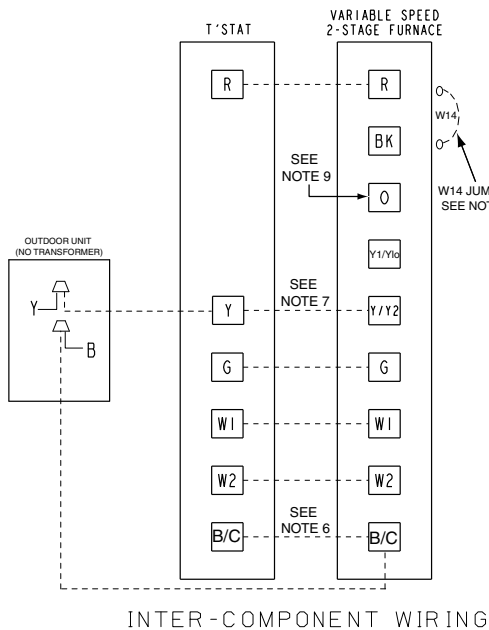 VARIABLE SPEED
T'STAT
2-STAGE FURNACE
R
R
W14
BK
SEE
NOTE 9
O
W14 JUM
SEE NOT
OUTDOOR UNIT
(NO TRANSFORMER)
Y1/Ylo
SEE
NOTE 7
Y
Y
Y/Y2
B
G
G
W1
W1
W2
W2
SEE
NOTE 6
B/C
B/C
INTER-COMPONENT WIRING